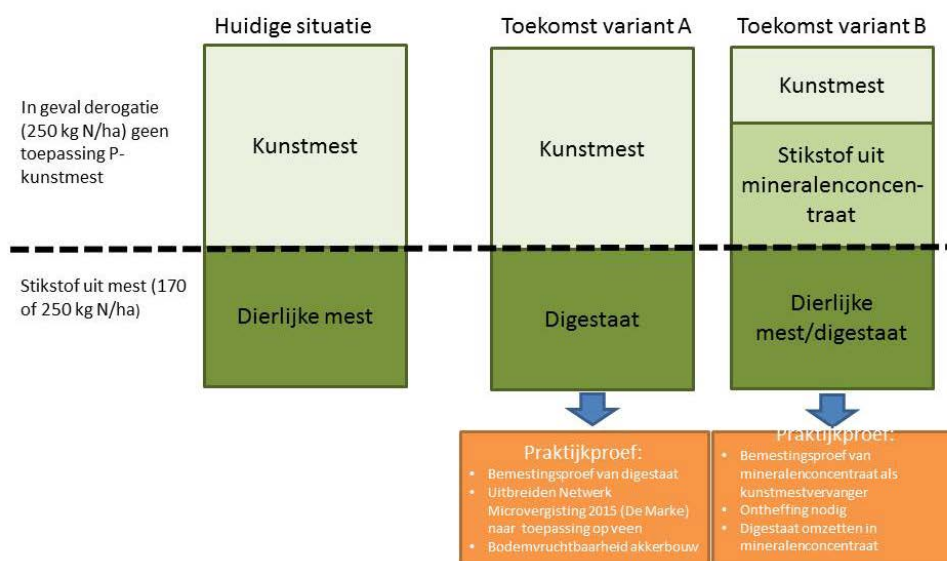 Huidige situatie
Toekomst variant A
Toekomst variant B
In geval derogatie
(250 kg N/ha) geen
toepassing P-
kunstmest
Kunstmest
Kunstmest
Kunstmest
Stikstof uit
mineralenconcen-
traat
Stikstof uit mest (170
of 250 kg N/ha)
Dierlijke mest
Digestaat
Dierlijke
mest/digestaat
Praktijkproef:
• Bemestingsproef van digestaat
• Uitbreiden Netwerk
Microvergisting 2015 (De Marke)
naar toepassing op veen
• Bodemvruchtbaarheid akkerbouw
Praktijkproef:
• Bemestingsproef van
mineralenconcentraat als
kunstmestvervanger
• Ontheffing nodig
• Digestaat omzetten in
mineralenconcentraat